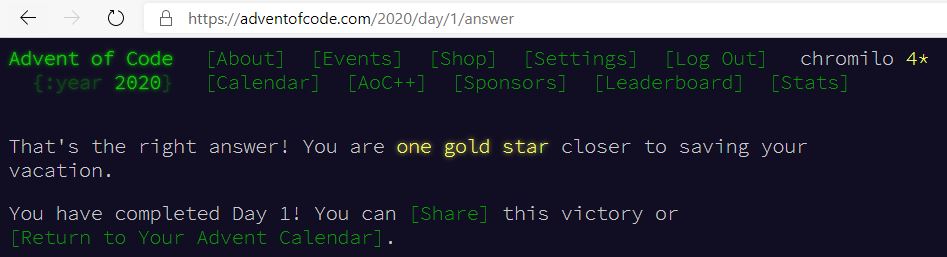 https://adventofcode.com/2020/day/1/answer
Advent of Code [About] [Events] [Shop] [Settings] [Log Out] chromilo 4*
{:year 2020} [Calendar] [AoC++] [Sponsors] [Leaderboard] [Stats]
That's the right answer! You are one gold star closer to saving your
vacation.
You have completed Day 1! You can [Share] this victory or
[Return to Your Advent Calendar].